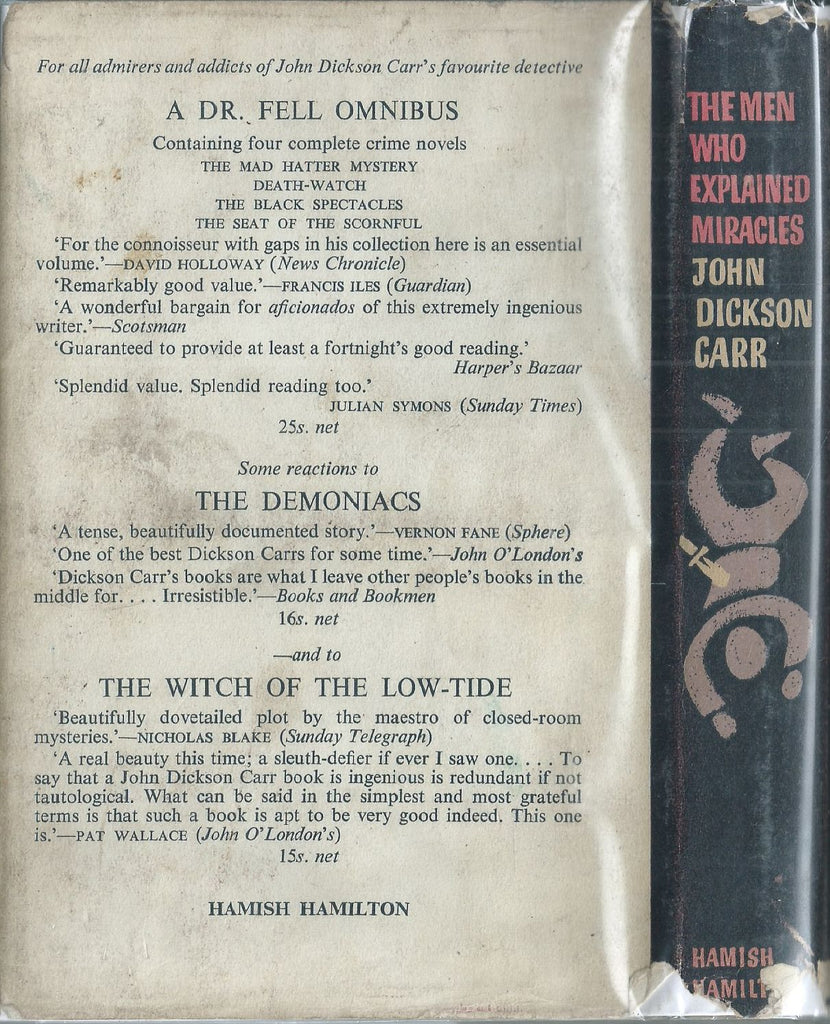 For all admirers and addicts of John Dickson Carr's favourite detective
A DR. FELL OMNIBUS
Containing four complete crime novels
THE MAD HATTER MYSTERY
DEATH-WATCH
THE BLACK SPECTACLES
THE SEAT OF THE SCORNFUL
'For the connoisseur with gaps in his collection here is an essential
volume.'—DAVID HOLLOWAY (News Chronicle)
'Remarkably good value.'—FRANCIS ILES (Guardian)
'A wonderful bargain for aficionados of this extremely ingenious
writer.'—Scotsman
'Guaranteed to provide at least a fortnight's good reading.'
Harper's Bazaar
'Splendid value. Splendid reading too.'
JULIAN SYMONS (Sunday Times)
25s. net
Some reactions to
THE DEMONIACS
'A tense, beautifully documented story.'—VERNON FANE (Sphere)
'One of the best Dickson Carrs for some time.'—John O'London's
'Dickson Carr's books are what I leave other people's books in the
middle for. . . . Irresistible.'—Books and Bookmen
16s. net
—and to
THE WITCH OF THE LOW-TIDE
'Beautifully dovetailed plot by the maestro of closed-room
mysteries.'—NICHOLAS BLAKE (Sunday Telegraph)
'A real beauty this time; a sleuth-defier if ever I saw one. . . . To
say that a John Dickson Carr book is ingenious is redundant if not
tautological. What can be said in the simplest and most grateful
terms is that such a book is apt to be very good indeed. This one
is.'—PAT WALLACE (John O'London's)
15s. net
HAMISH HAMILTON
THE MEN
WHO
EXPLAINED
MIRACLES
JOHN
DICKSON
CARR
HAMISH
HAMILT